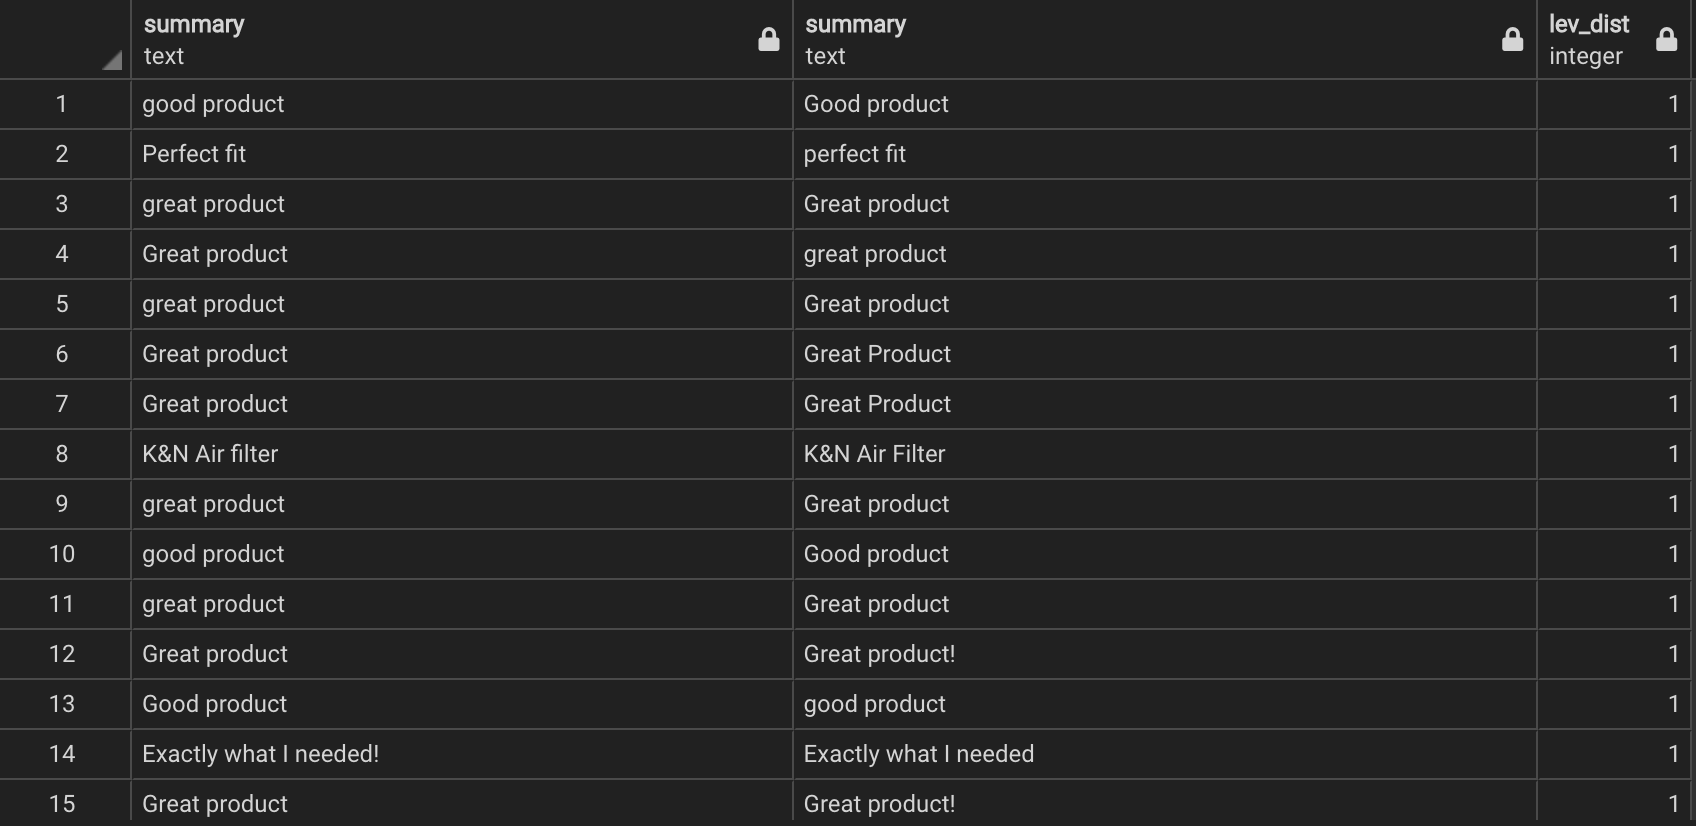 summary summary lev_dist
text text integer
1 good product Good product 1
2 Perfect fit perfect fit 1
3 great product Great product 1
4 Great product great product 1
5 great product Great product 1
6 Great product Great Product 1
7 Great product Great Product 1
8 K&N Air filter K&N Air Filter 1
9 great product Great product 1
10 good product Good product 1
11 great product Great product 1
12 Great product Great product! 1
13 Good product good product 1
14 Exactly what I needed! Exactly what I needed 1
15 Great product Great product! 1